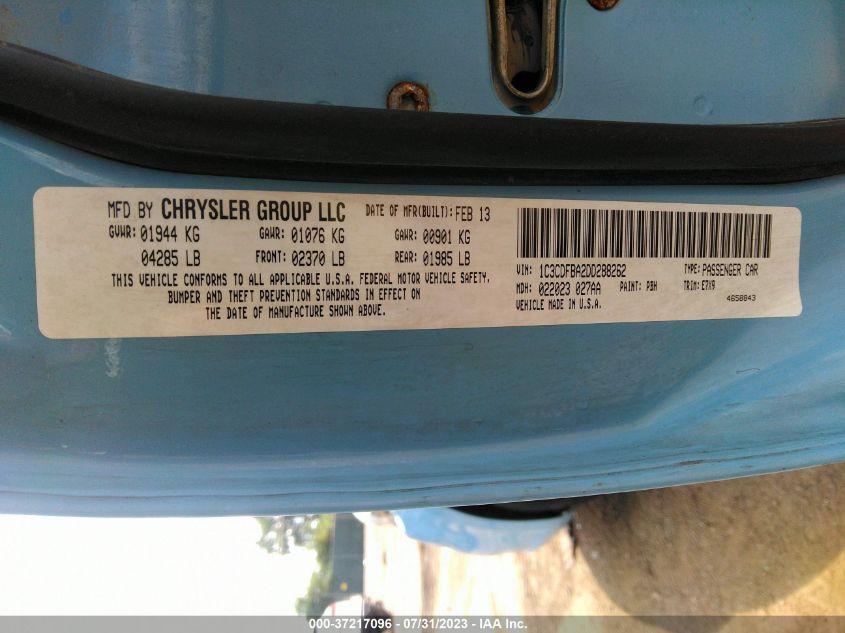 MFD BY CHRYSLER GROUP LLC DATE OF MFR(BUILT): FEB 13
GVWR: 01944 KG GAWR: 01076 KG GAWR: 00901 KG
04285 LB FRONT: 02370 LB REAR: 01985 LB
THIS VEHICLE CONFORMS TO ALL APPLICABLE U.S.A. FEDERAL MOTOR VEHICLE SAFETY,
BUMPER AND THEFT PREVENTION STANDARDS IN EFFECT ON
THE DATE OF MANUFACTURE SHOWN ABOVE.
VIN: 1C3CDFBA2DD288262 TYPE: PASSENGER CAR
MDH: 022023 027AA PAINT: PBH TRIM: E7X9
VEHICLE MADE IN U.S.A. 4658843
000-37217096 - 07/31/2023 - IAA Inc.